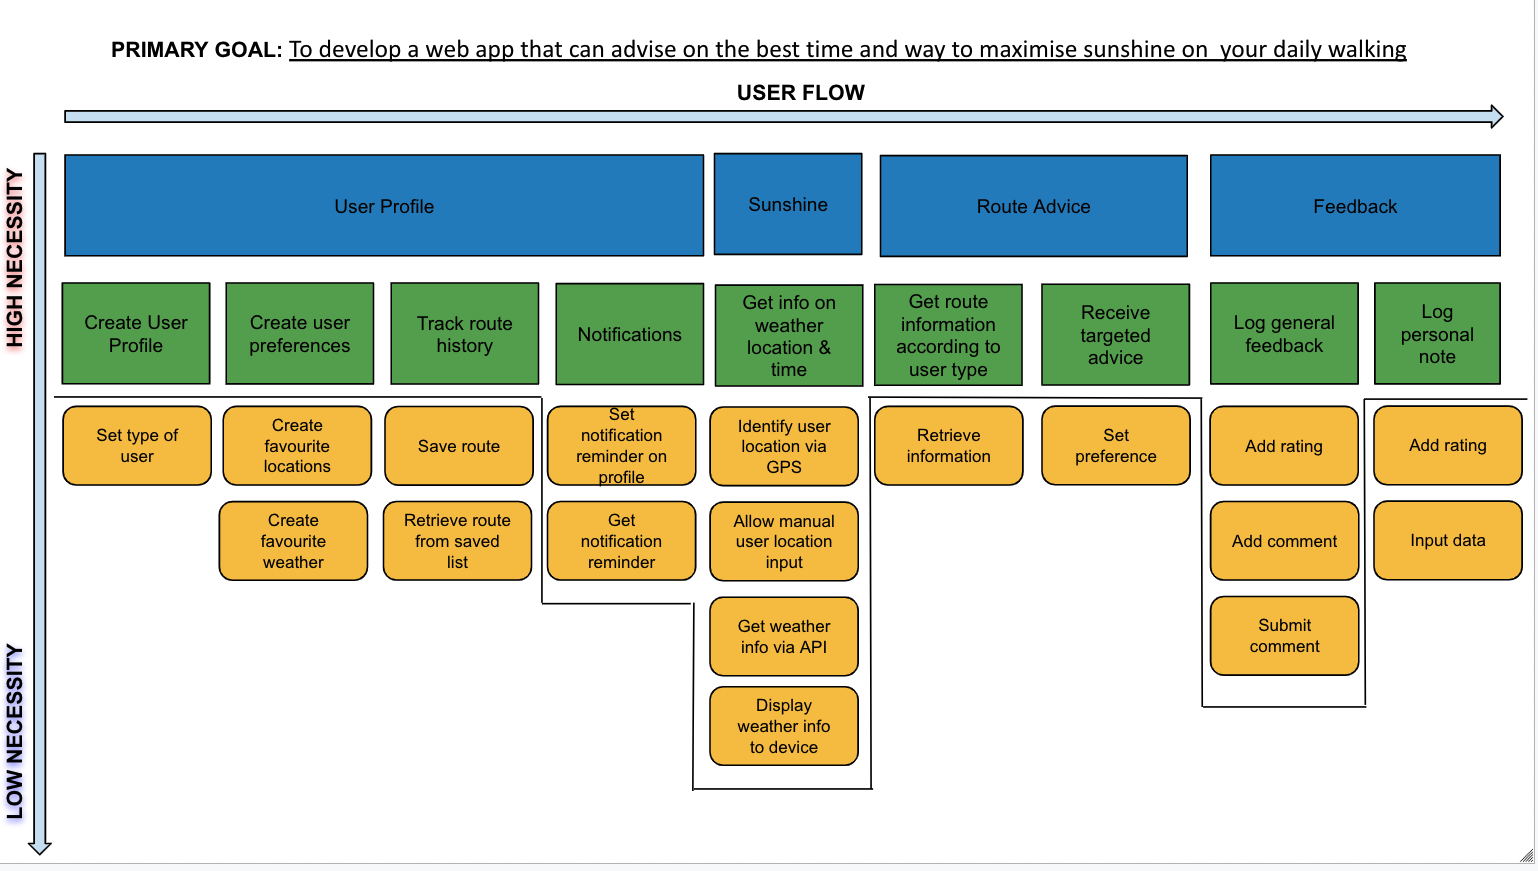 PRIMARY GOAL: To develop a web app that can advise on the best time and way to maximise sunshine on your daily walking
USER FLOW
HIGH NECESSITY
LOW NECESSITY
User Profile
Sunshine
Route Advice
Feedback
Create User
Profile
Create user
preferences
Track route
history
Notifications
Get info on
weather
location &
time
Get route
information
according to
user type
Receive
targeted
advice
Log general
feedback
Log
personal
note
Set type of
user
Create
favourite
locations
Save route
Set
notification
reminder on
profile
Identify user
location via
GPS
Retrieve
information
Set
preference
Add rating
Add rating
Create
favourite
weather
Retrieve route
from saved
list
Get
notification
reminder
Allow manual
user location
input
Add comment
Input data
Get weather
info via API
Submit
comment
Display
weather info
to device